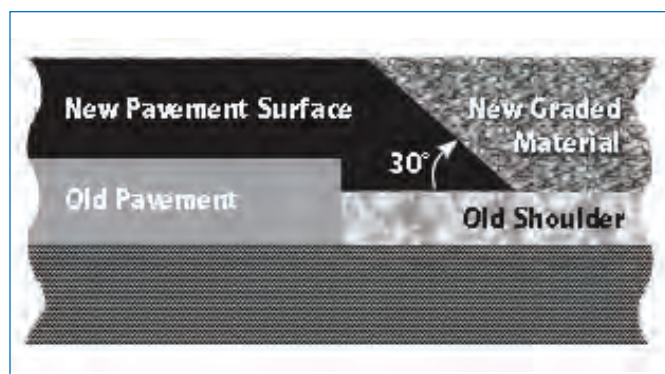 New Pavement Surface
New Graded
Material
30°
Old Pavement
Old Shoulder